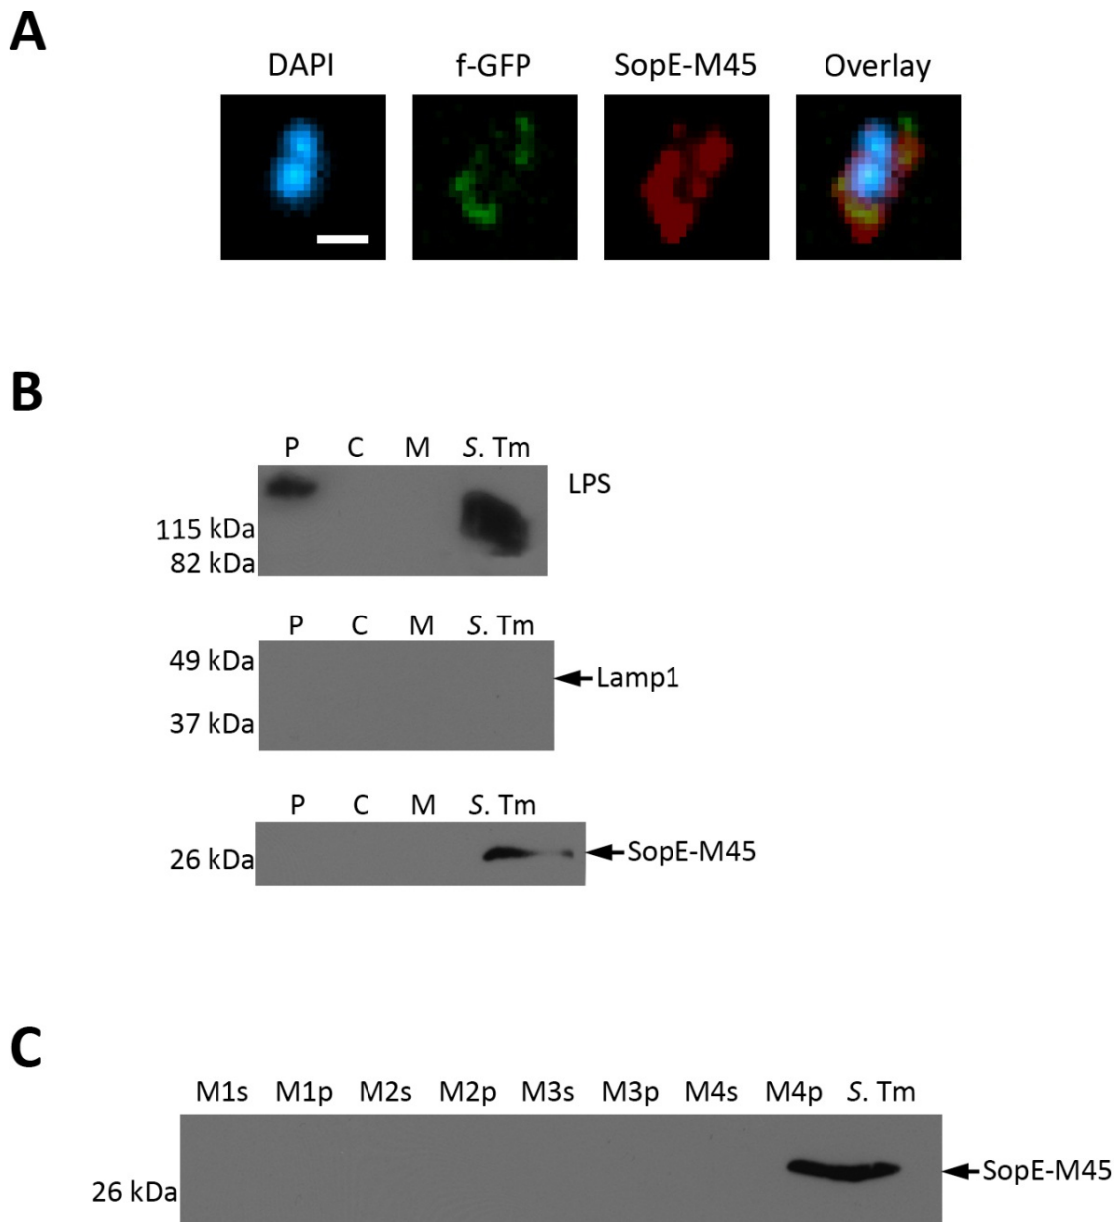 A
DAPI f-GFP SopE-M45 Overlay
B
P C M S. Tm
LPS
115 kDa
82 kDa
P C M S. Tm
49 kDa
Lamp1
37 kDa
P C M S. Tm
26 kDa SopE-M45
C
M1s M1p M2s M2p M3s M3p M4s M4p S. Tm
SopE-M45
26 kDa